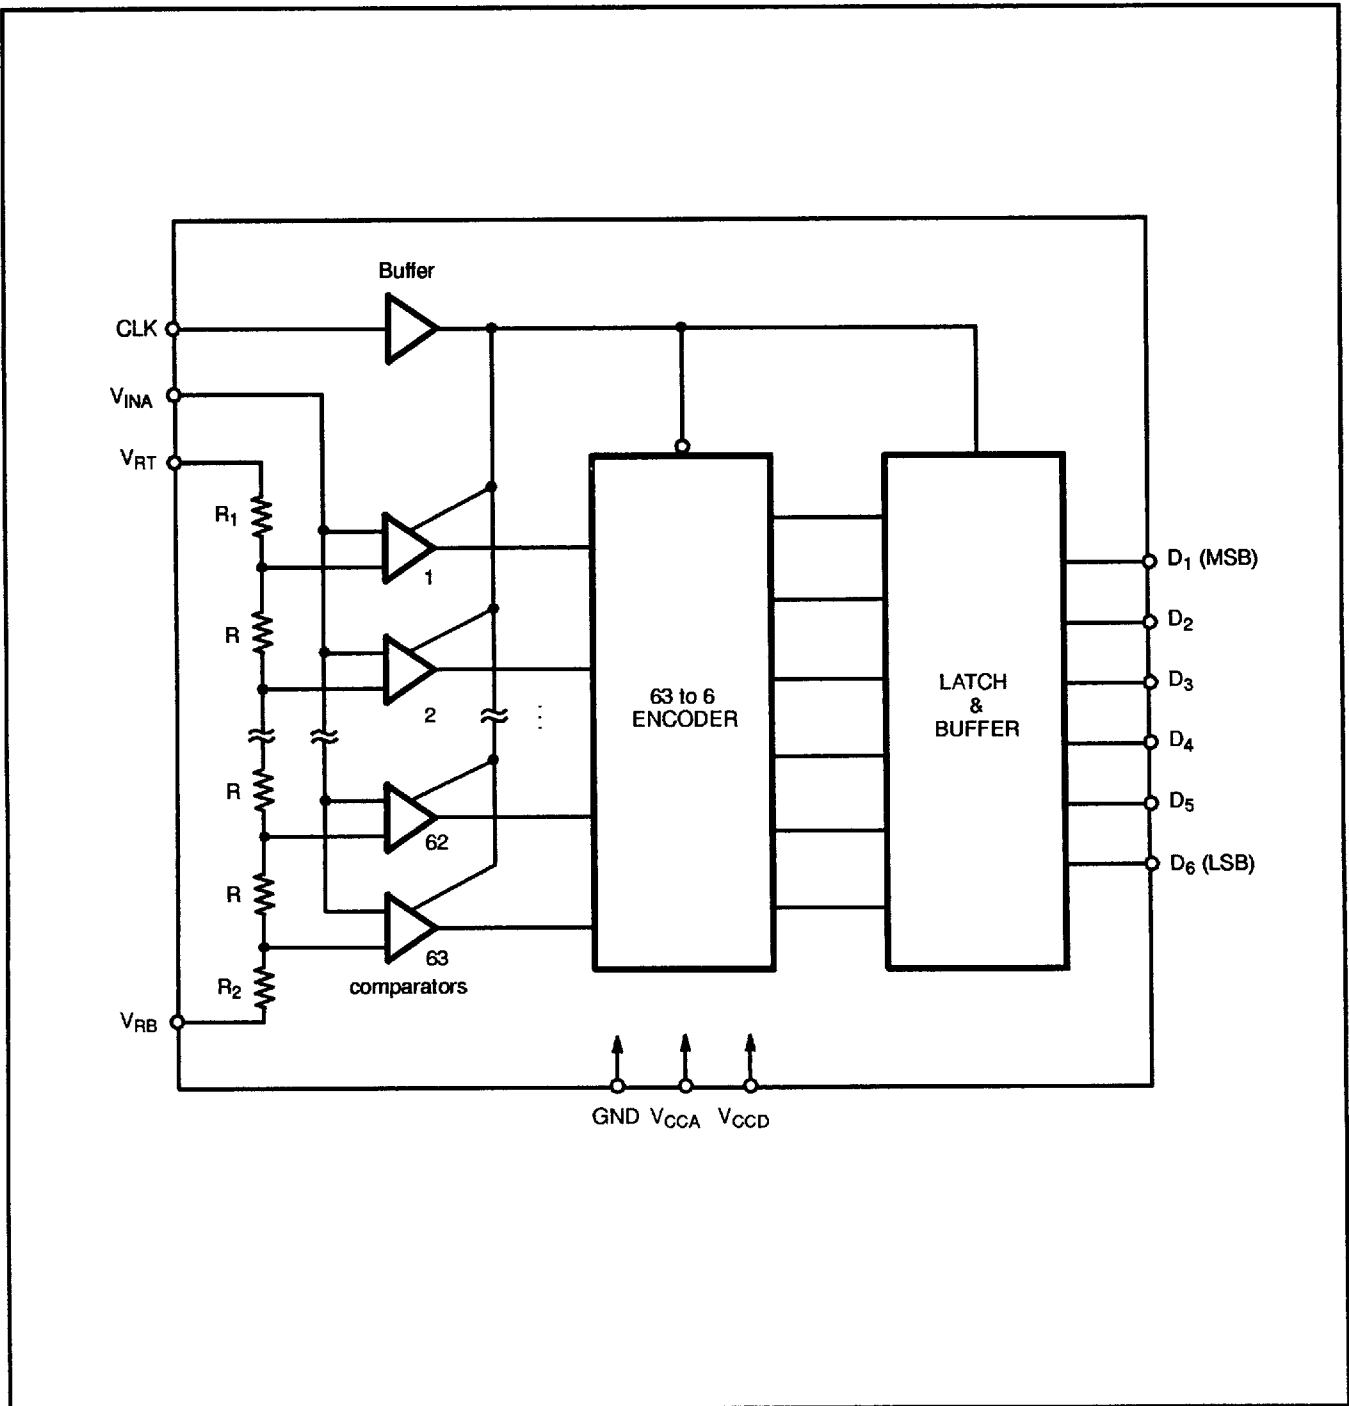 Buffer
CLK
VINA
VRT
R1
1
R
2
R
62
R
63
R2
comparators
VRB
63 to 6
ENCODER
LATCH
&
BUFFER
D1 (MSB)
D2
D3
D4
D5
D6 (LSB)
GND VCCA VCCD